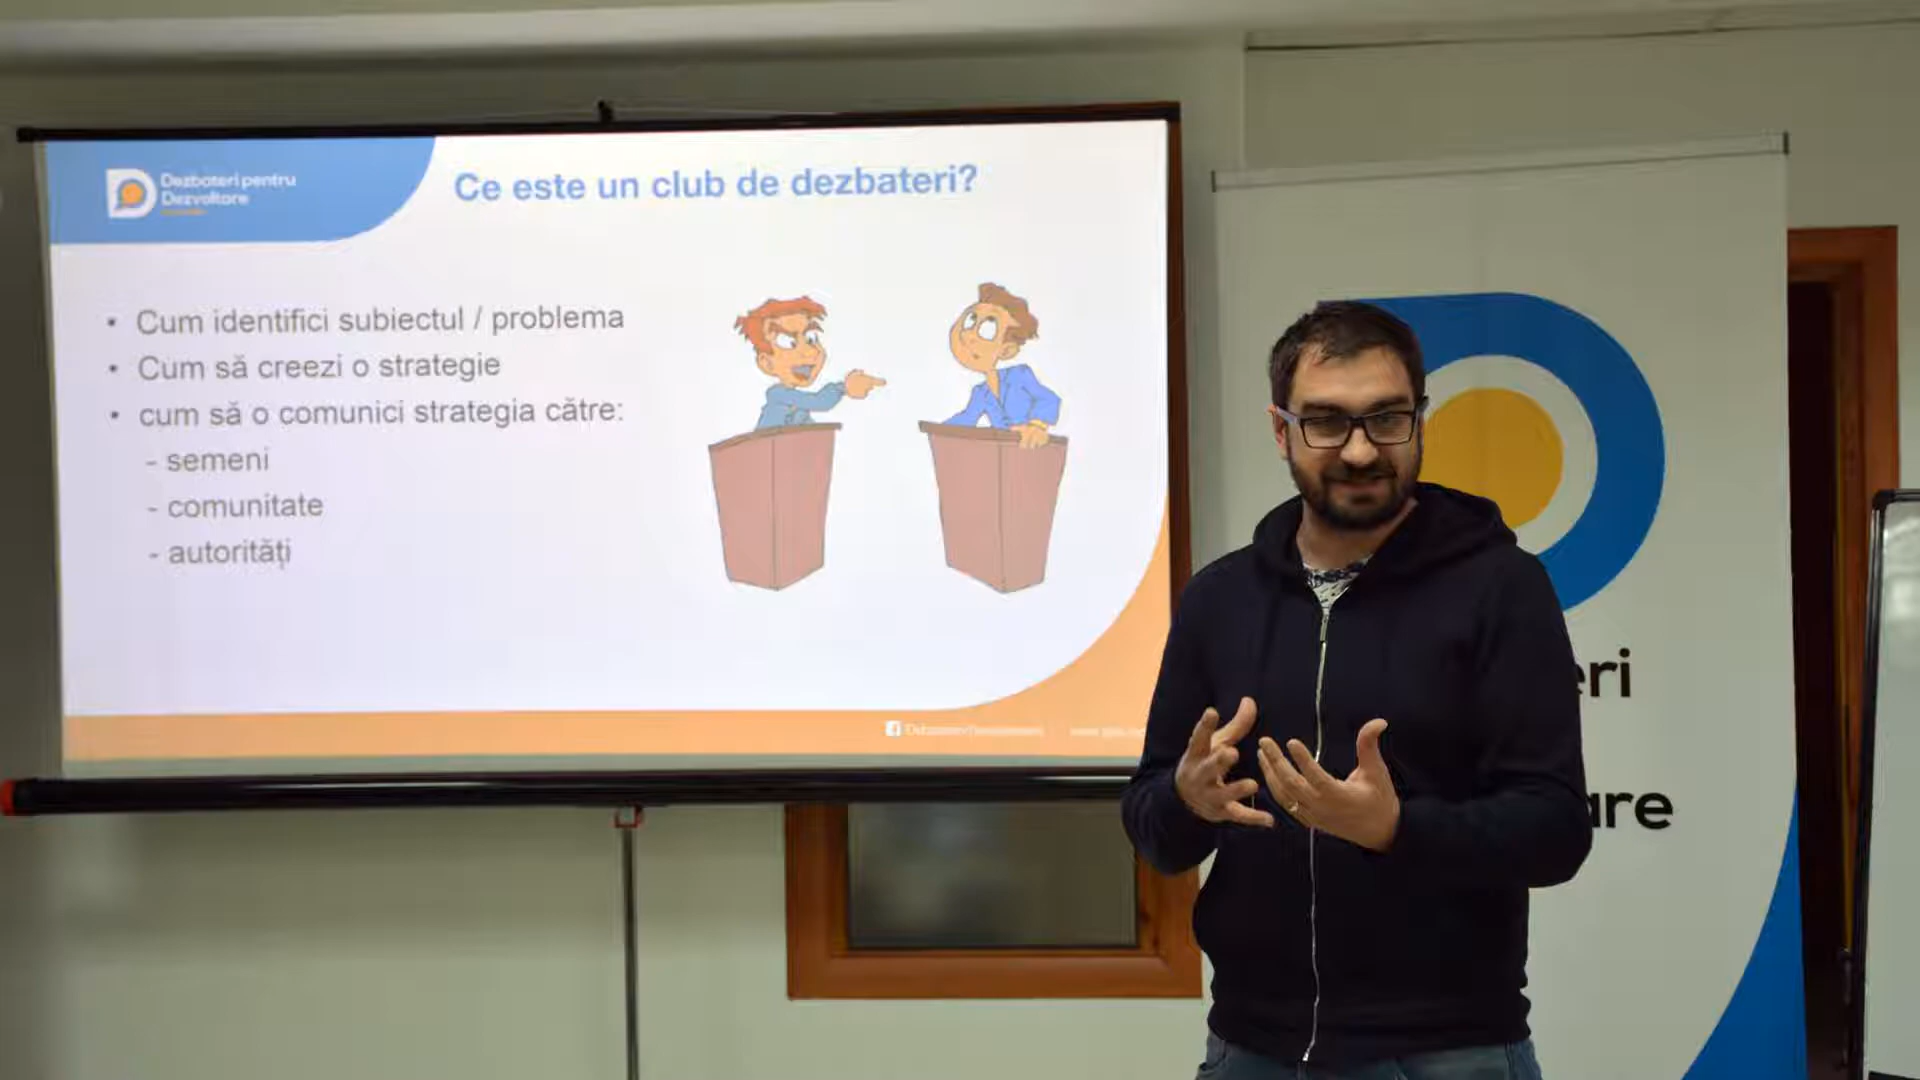 Dezbateri pentru
Dezvoltare
Ce este un club de dezbateri?
• Cum identifici subiectul / problema
• Cum să creezi o strategie
• cum să o comunici strategia către:
- semeni
- comunitate
- autorități
eri
are